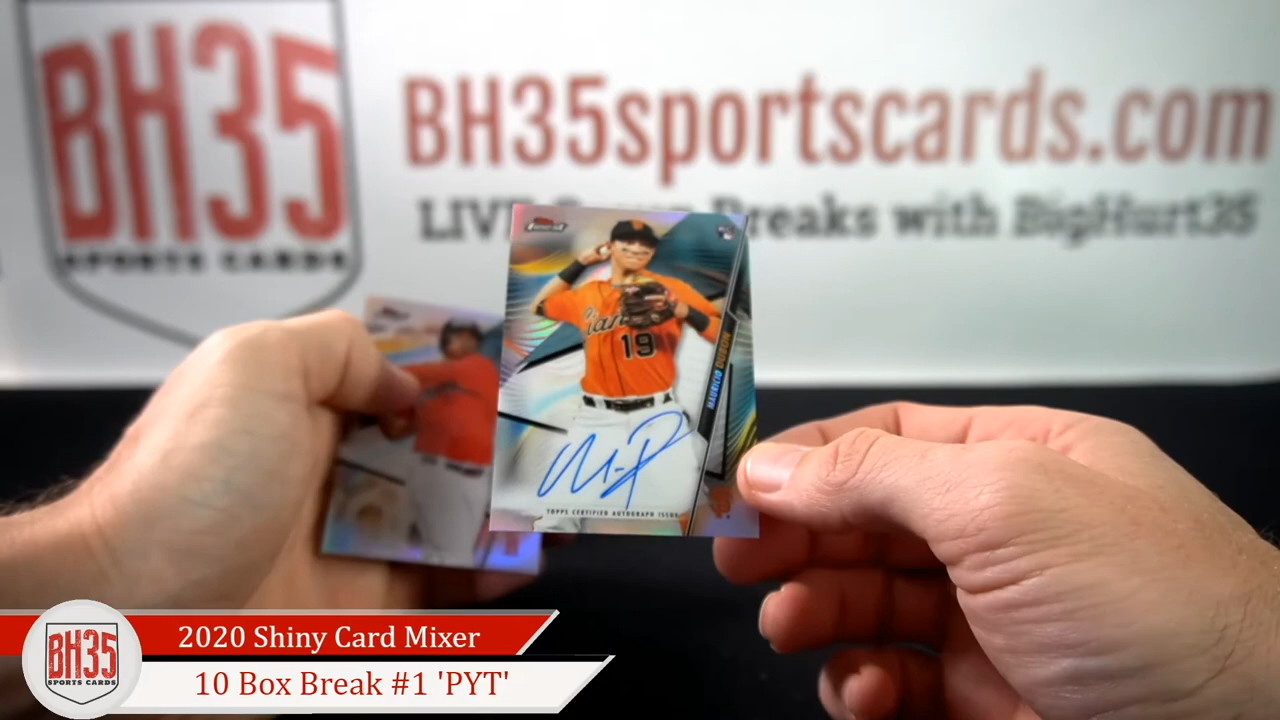 BH35
SPORTS CARDS
BH35sportscards.com
LIVE Breaks with BigHurt35
FINEST
Giants
19
MAURICIO DUBON
TOPPS CERTIFIED AUTOGRAPH ISSUE
BH35
SPORTS CARDS
2020 Shiny Card Mixer
10 Box Break #1 'PYT'